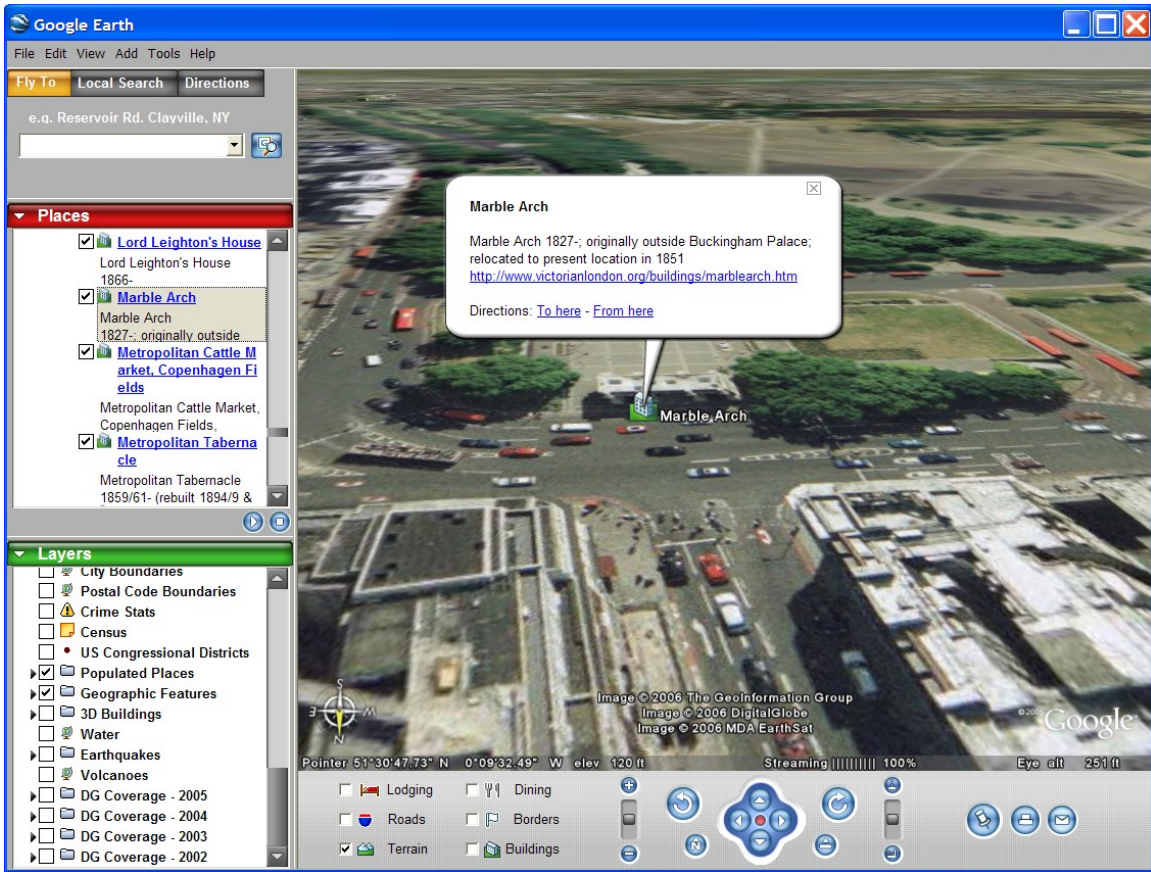 Google Earth
File Edit View Add Tools Help
Fly To Local Search Directions
e.g. Reservoir Rd. Clayville, NY
Places
Lord Leighton's House
Lord Leighton's House
1866-
Marble Arch
Marble Arch
1827-; originally outside
Metropolitan Cattle M
arket, Copenhagen Fi
elds
Metropolitan Cattle Market,
Copenhagen Fields,
Metropolitan Taberna
cle
Metropolitan Tabernacle
1859/61- (rebuilt 1894/9 &
Layers
City Boundaries
Postal Code Boundaries
Crime Stats
Census
US Congressional Districts
Populated Places
Geographic Features
3D Buildings
Water
Earthquakes
Volcanoes
DG Coverage - 2005
DG Coverage - 2004
DG Coverage - 2003
DG Coverage - 2002
Marble Arch
Marble Arch 1827-; originally outside Buckingham Palace;
relocated to present location in 1851
http://www.victorianlondon.org/buildings/marblearch.htm
Directions: To here - From here
Marble Arch
S
E W
N
Image © 2006 The GeoInformation Group
Image © 2006 DigitalGlobe
Image © 2006 MDA EarthSat
Google
Pointer 51°30'47.73" N 0°09'32.49" W elev 120 ft Streaming |||||||||| 100% Eye alt 251 ft
Lodging Dining
Roads Borders
Terrain Buildings
N